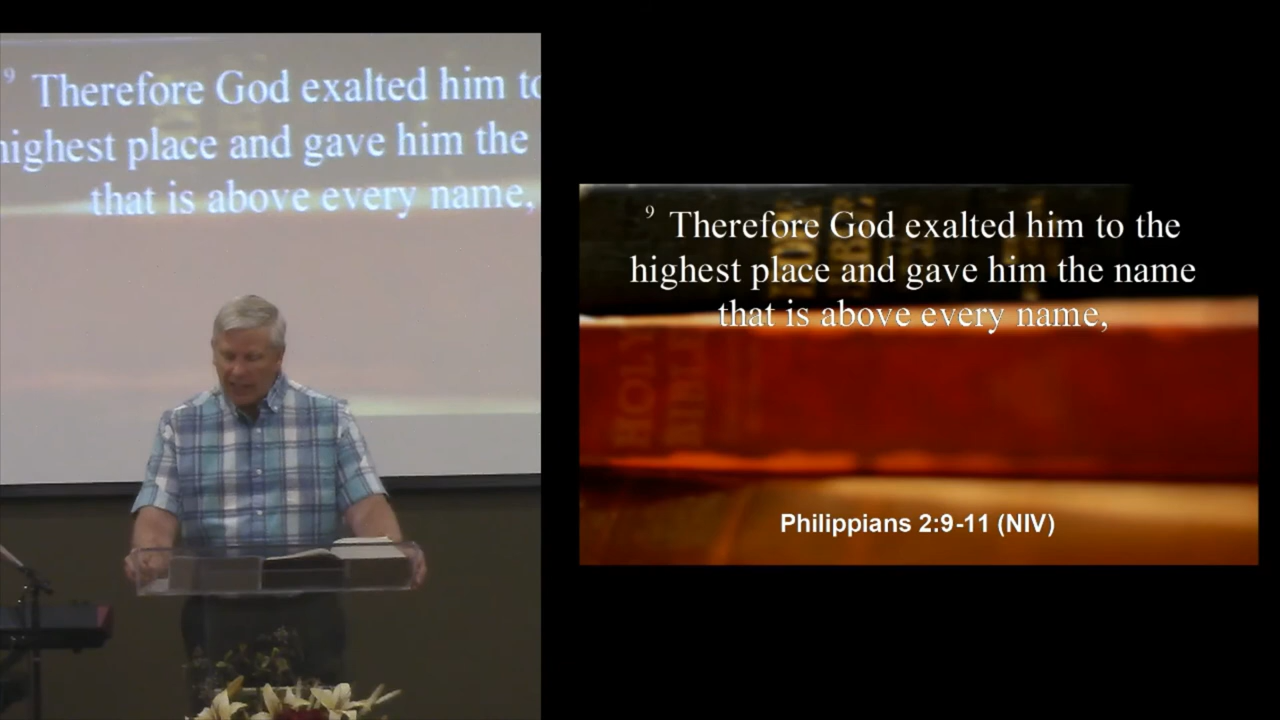 9 Therefore God exalted him to
highest place and gave him the
that is above every name,
9 Therefore God exalted him to the
highest place and gave him the name
that is above every name,
HOLY
BIBLE
Philippians 2:9-11 (NIV)